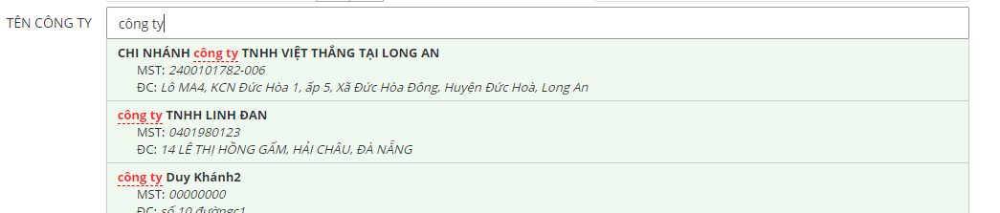 TÊN CÔNG TY
công ty
CHI NHÁNH công ty TNHH VIỆT THẮNG TẠI LONG AN
MST: 2400101782-006
ĐC: Lô MA4, KCN Đức Hòa 1, ấp 5, Xã Đức Hòa Đông, Huyện Đức Hoà, Long An
công ty TNHH LINH ĐAN
MST: 0401980123
ĐC: 14 LÊ THỊ HỒNG GẤM, HẢI CHÂU, ĐÀ NẴNG
công ty Duy Khánh2
MST: 00000000
ĐC: số 10 đườngc1